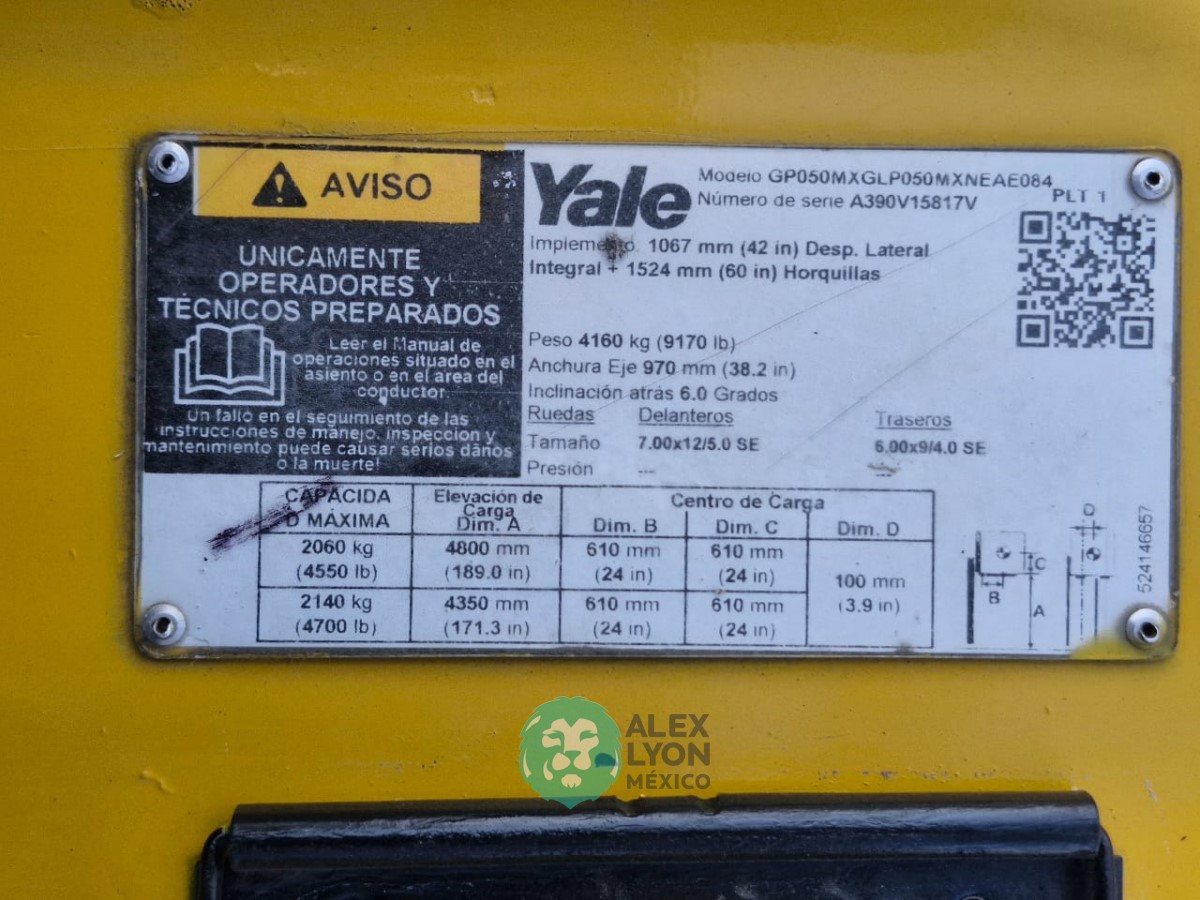 AVISO
ÚNICAMENTE
OPERADORES Y
TÉCNICOS PREPARADOS
Leer el Manual de
operaciones situado en el
asiento o en el area del
conductor
Un fallo en el seguimiento de las
instrucciones de manejo, inspeccion y
mantenimiento puede causar serios daños
o la muerte!
Yale
Modelo GP050MXGLP050MXNEAE084
Número de serie A390V15817V
PLT 1
Implemento 1067 mm (42 in) Desp. Lateral
Integral + 1524 mm (60 in) Horquillas
Peso 4160 kg (9170 lb)
Anchura Eje 970 mm (38.2 in)
Inclinación atrás 6.0 Grados
Ruedas Delanteros Traseros
Tamaño 7.00x12/5.0 SE 6.00x9/4.0 SE
Presión --- ---
CAPACIDA
D MÁXIMA
Elevación de
Carga
Dim. A
Centro de Carga
Dim. B Dim. C Dim. D
2060 kg 4800 mm 610 mm 610 mm
(4550 lb) (189.0 in) (24 in) (24 in)
2140 kg 4350 mm 610 mm 610 mm
(4700 lb) (171.3 in) (24 in) (24 in)
100 mm
(3.9 in)
D
C
B
A
524146657
ALEX
LYON
MÉXICO